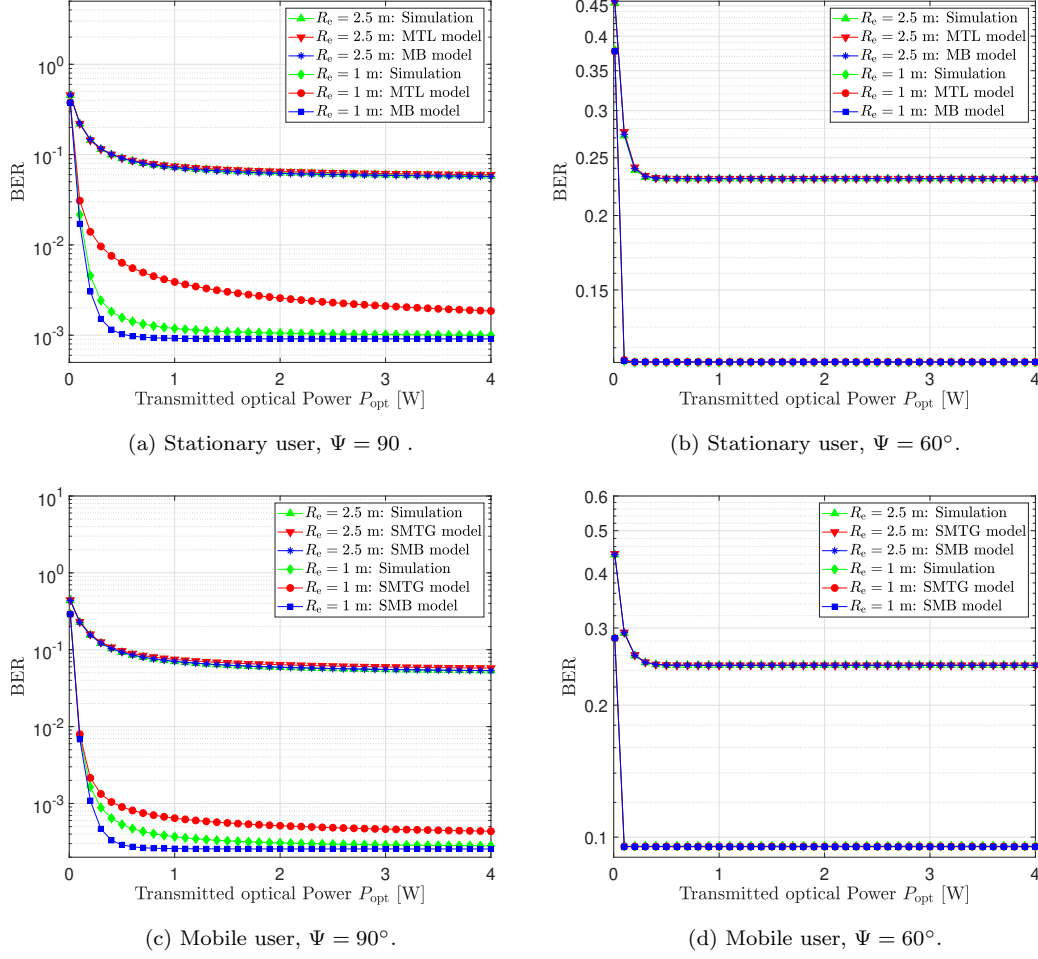 R_e = 2.5 m: Simulation
R_e = 2.5 m: MTL model
R_e = 2.5 m: MB model
R_e = 1 m: Simulation
R_e = 1 m: MTL model
R_e = 1 m: MB model
10^0
10^-1
10^-2
10^-3
BER
0 1 2 3 4
Transmitted optical Power P_opt [W]
(a) Stationary user, Ψ = 90 .
R_e = 2.5 m: Simulation
R_e = 2.5 m: MTL model
R_e = 2.5 m: MB model
R_e = 1 m: Simulation
R_e = 1 m: MTL model
R_e = 1 m: MB model
0.45
0.4
0.35
0.3
0.25
0.2
0.15
BER
0 1 2 3 4
Transmitted optical Power P_opt [W]
(b) Stationary user, Ψ = 60°.
R_e = 2.5 m: Simulation
R_e = 2.5 m: SMTG model
R_e = 2.5 m: SMB model
R_e = 1 m: Simulation
R_e = 1 m: SMTG model
R_e = 1 m: SMB model
10^1
10^0
10^-1
10^-2
10^-3
BER
0 1 2 3 4
Transmitted optical Power P_opt [W]
(c) Mobile user, Ψ = 90°.
R_e = 2.5 m: Simulation
R_e = 2.5 m: SMTG model
R_e = 2.5 m: SMB model
R_e = 1 m: Simulation
R_e = 1 m: SMTG model
R_e = 1 m: SMB model
0.6
0.5
0.4
0.3
0.2
0.1
BER
0 1 2 3 4
Transmitted optical Power P_opt [W]
(d) Mobile user, Ψ = 60°.